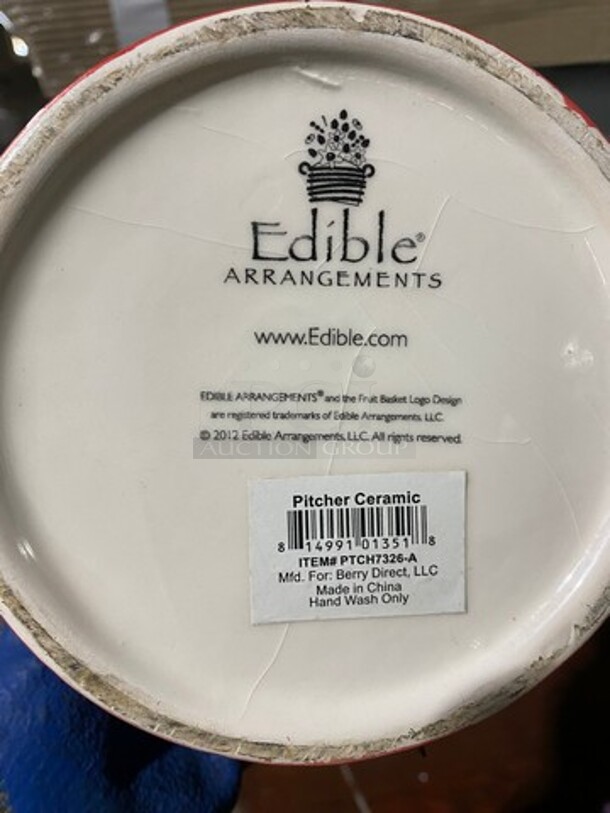 Edible®
ARRANGEMENTS
www.Edible.com
EDIBLE ARRANGEMENTS® and the Fruit Basket Logo Design
are registered trademarks of Edible Arrangements, LLC.
© 2012 Edible Arrangements, LLC. All rights reserved.
AUCTION GROUP
Pitcher Ceramic
8 14991 01351 8
ITEM# PTCH7326-A
Mfd. For: Berry Direct, LLC
Made in China
Hand Wash Only